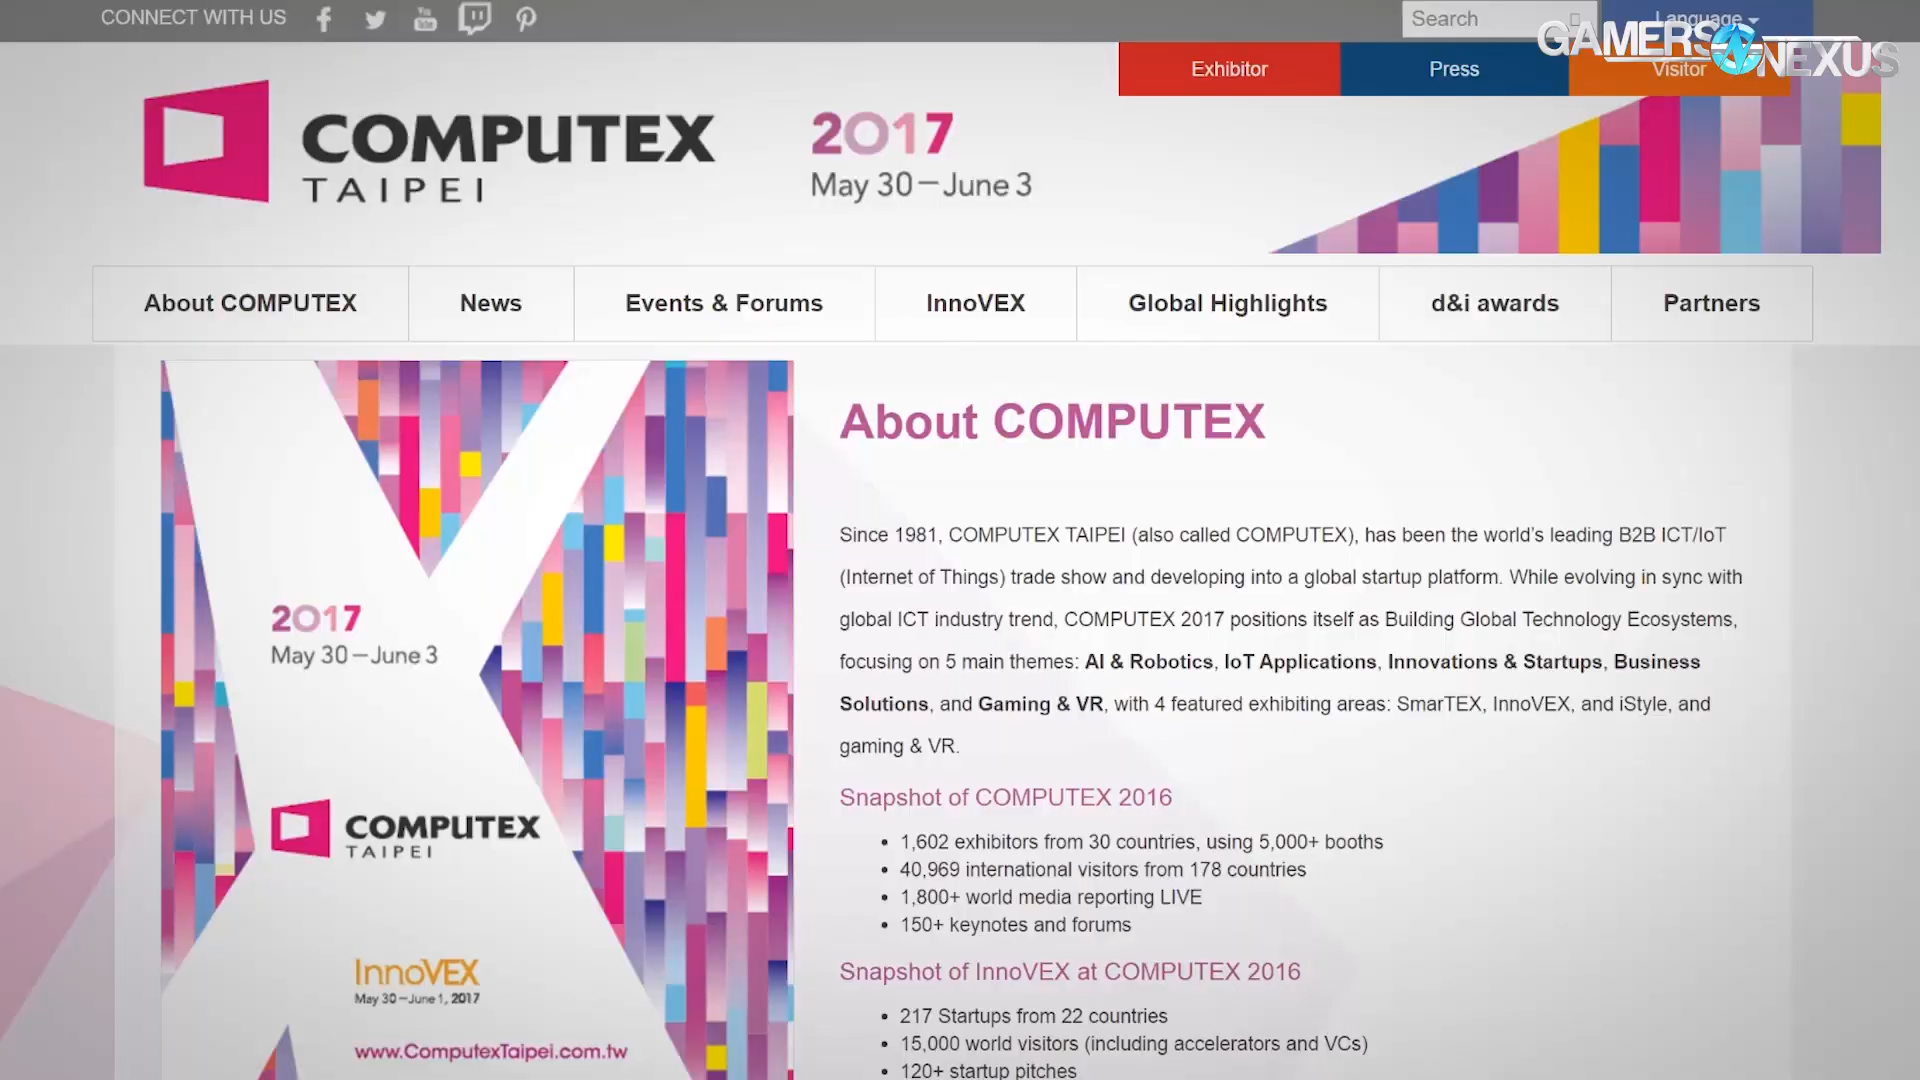 CONNECT WITH US
Search
Language
GAMERS NEXUS
Exhibitor
Press
Visitor
COMPUTEX
TAIPEI
2017
May 30 – June 3
About COMPUTEX
News
Events & Forums
InnoVEX
Global Highlights
d&i awards
Partners
2017
May 30 – June 3
COMPUTEX
TAIPEI
InnoVEX
May 30 – June 1, 2017
www.ComputexTaipei.com.tw
About COMPUTEX
Since 1981, COMPUTEX TAIPEI (also called COMPUTEX), has been the world's leading B2B ICT/IoT
(Internet of Things) trade show and developing into a global startup platform. While evolving in sync with
global ICT industry trend, COMPUTEX 2017 positions itself as Building Global Technology Ecosystems,
focusing on 5 main themes: AI & Robotics, IoT Applications, Innovations & Startups, Business
Solutions, and Gaming & VR, with 4 featured exhibiting areas: SmarTEX, InnoVEX, and iStyle, and
gaming & VR.
Snapshot of COMPUTEX 2016
• 1,602 exhibitors from 30 countries, using 5,000+ booths
• 40,969 international visitors from 178 countries
• 1,800+ world media reporting LIVE
• 150+ keynotes and forums
Snapshot of InnoVEX at COMPUTEX 2016
• 217 Startups from 22 countries
• 15,000 world visitors (including accelerators and VCs)
• 120+ startup pitches